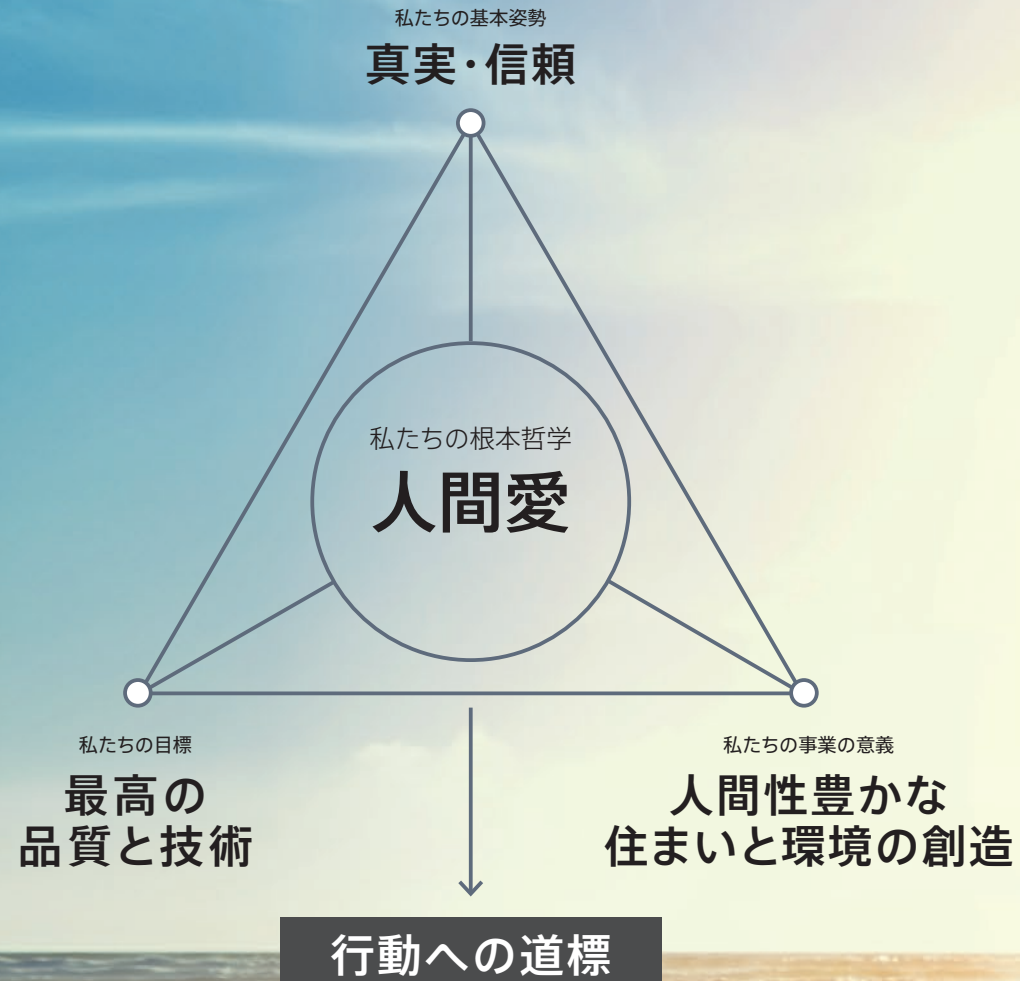 私たちの基本姿勢
真実・信頼
私たちの根本哲学
人間愛
私たちの目標
最高の
品質と技術
私たちの事業の意義
人間性豊かな
住まいと環境の創造
行動への道標